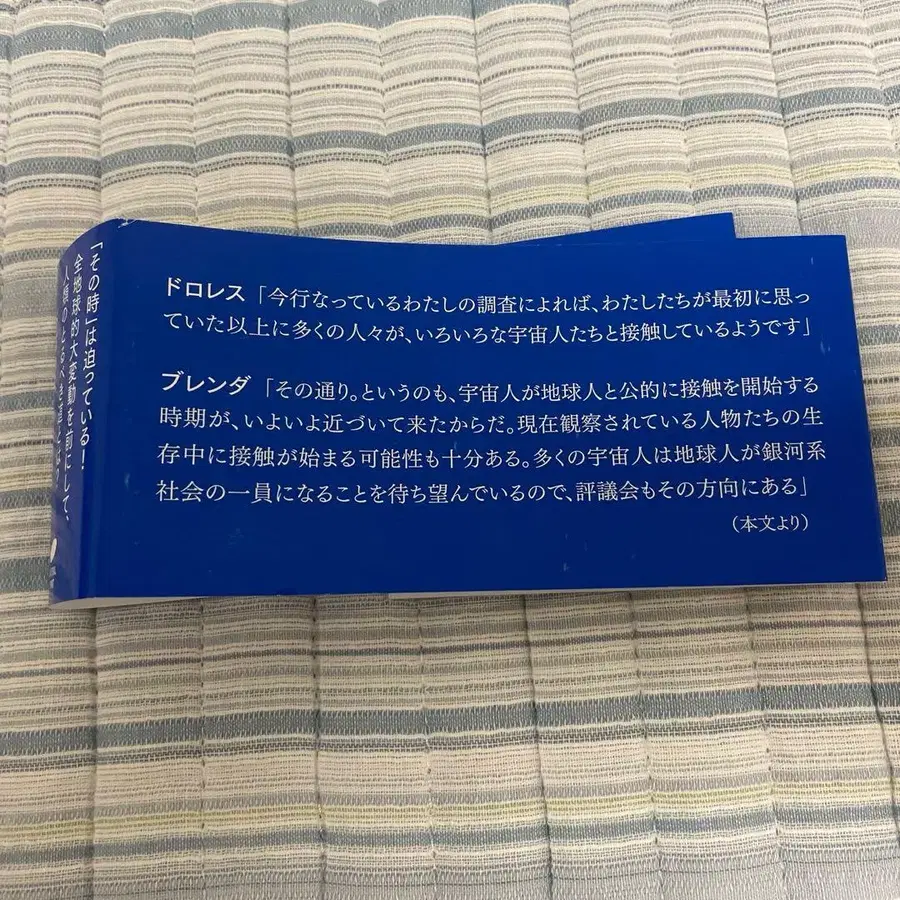 「その時」は迫っている!
全地球的大変動を前にして、
人類のとるべき道とは?
ドロレス「今行なっているわたしの調査によれば、わたしたちが最初に思っ
ていた以上に多くの人々が、いろいろな宇宙人たちと接触しているようです」
ブレンダ「その通り。というのも、宇宙人が地球人と公的に接触を開始する
時期が、いよいよ近づいて来たからだ。現在観察されている人物たちの生
存中に接触が始まる可能性も十分ある。多くの宇宙人は地球人が銀河系
社会の一員になることを待ち望んでいるので、評議会もその方向にある」
(本文より)